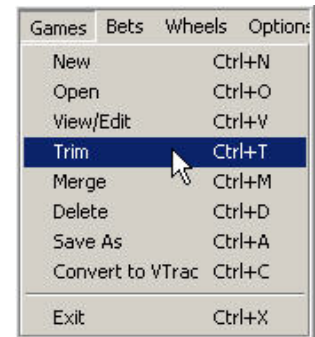 Games Bets Wheels Options
New Ctrl+N
Open Ctrl+O
View/Edit Ctrl+V
Trim Ctrl+T
Merge Ctrl+M
Delete Ctrl+D
Save As Ctrl+A
Convert to VTrac Ctrl+C
Exit Ctrl+X